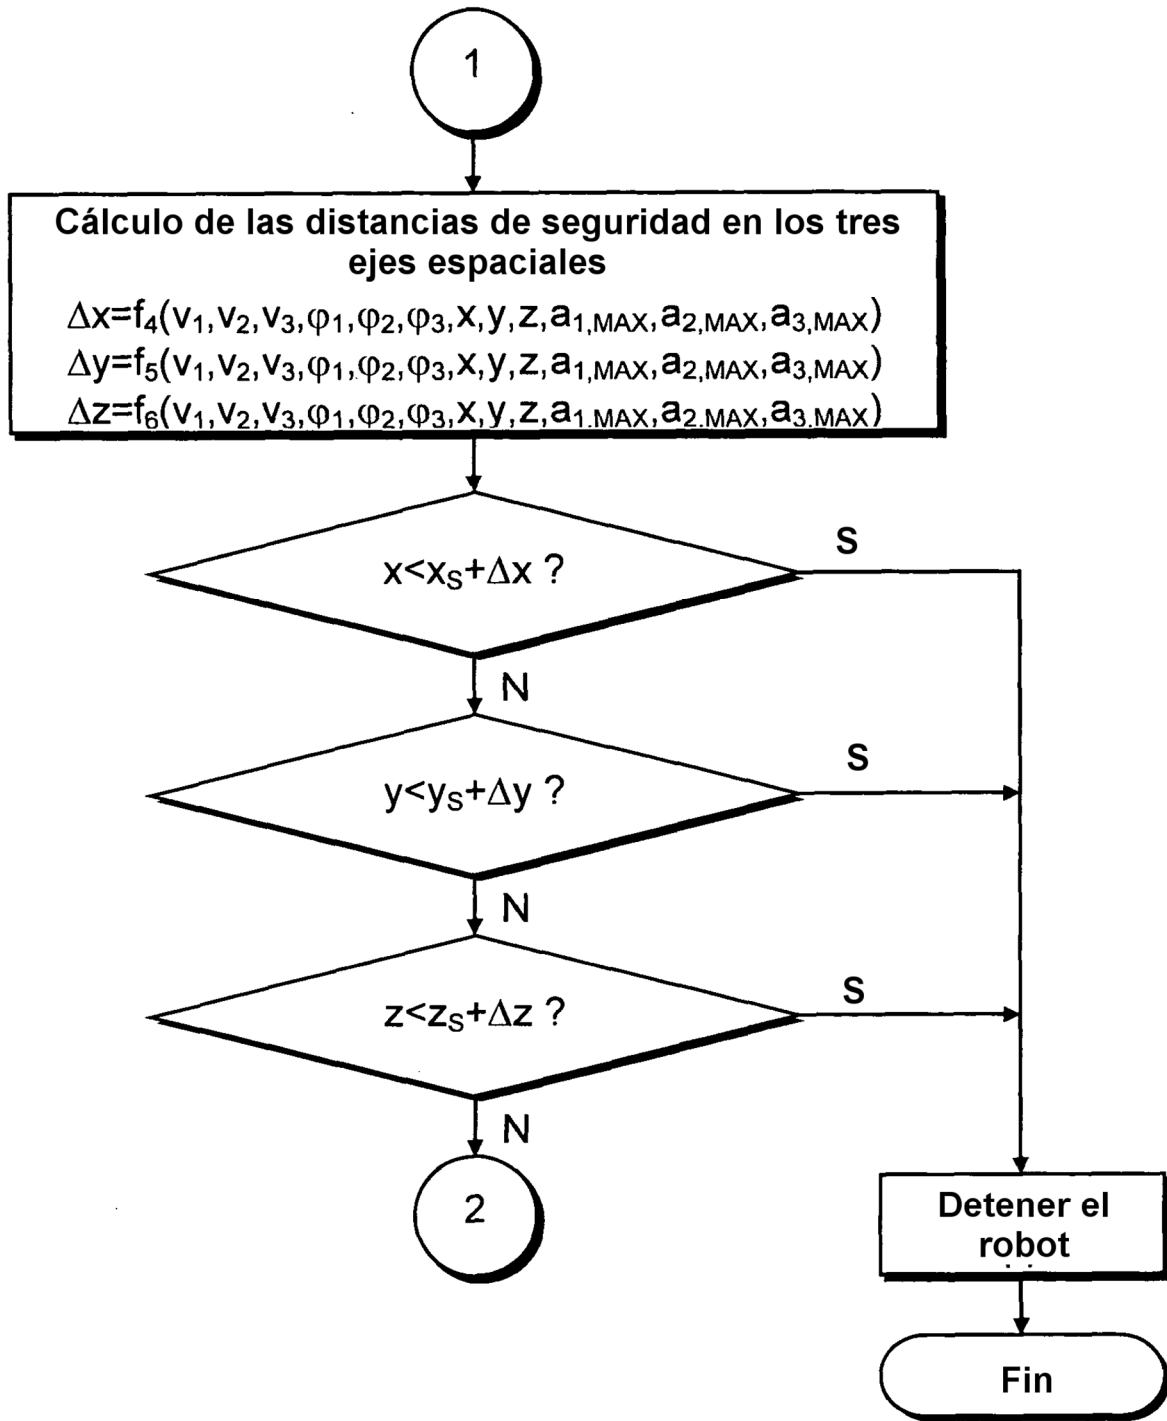 1
Cálculo de las distancias de seguridad en los tres
ejes espaciales
Δx=f₄(v₁,v₂,v₃,φ₁,φ₂,φ₃,x,y,z,a₁,MAX,a₂,MAX,a₃,MAX)
Δy=f₅(v₁,v₂,v₃,φ₁,φ₂,φ₃,x,y,z,a₁,MAX,a₂,MAX,a₃,MAX)
Δz=f₆(v₁,v₂,v₃,φ₁,φ₂,φ₃,x,y,z,a₁.MAX,a₂.MAX,a₃.MAX)
x<xS+Δx ?
S
N
y<yS+Δy ?
S
N
z<zS+Δz ?
S
N
2
Detener el
robot
Fin